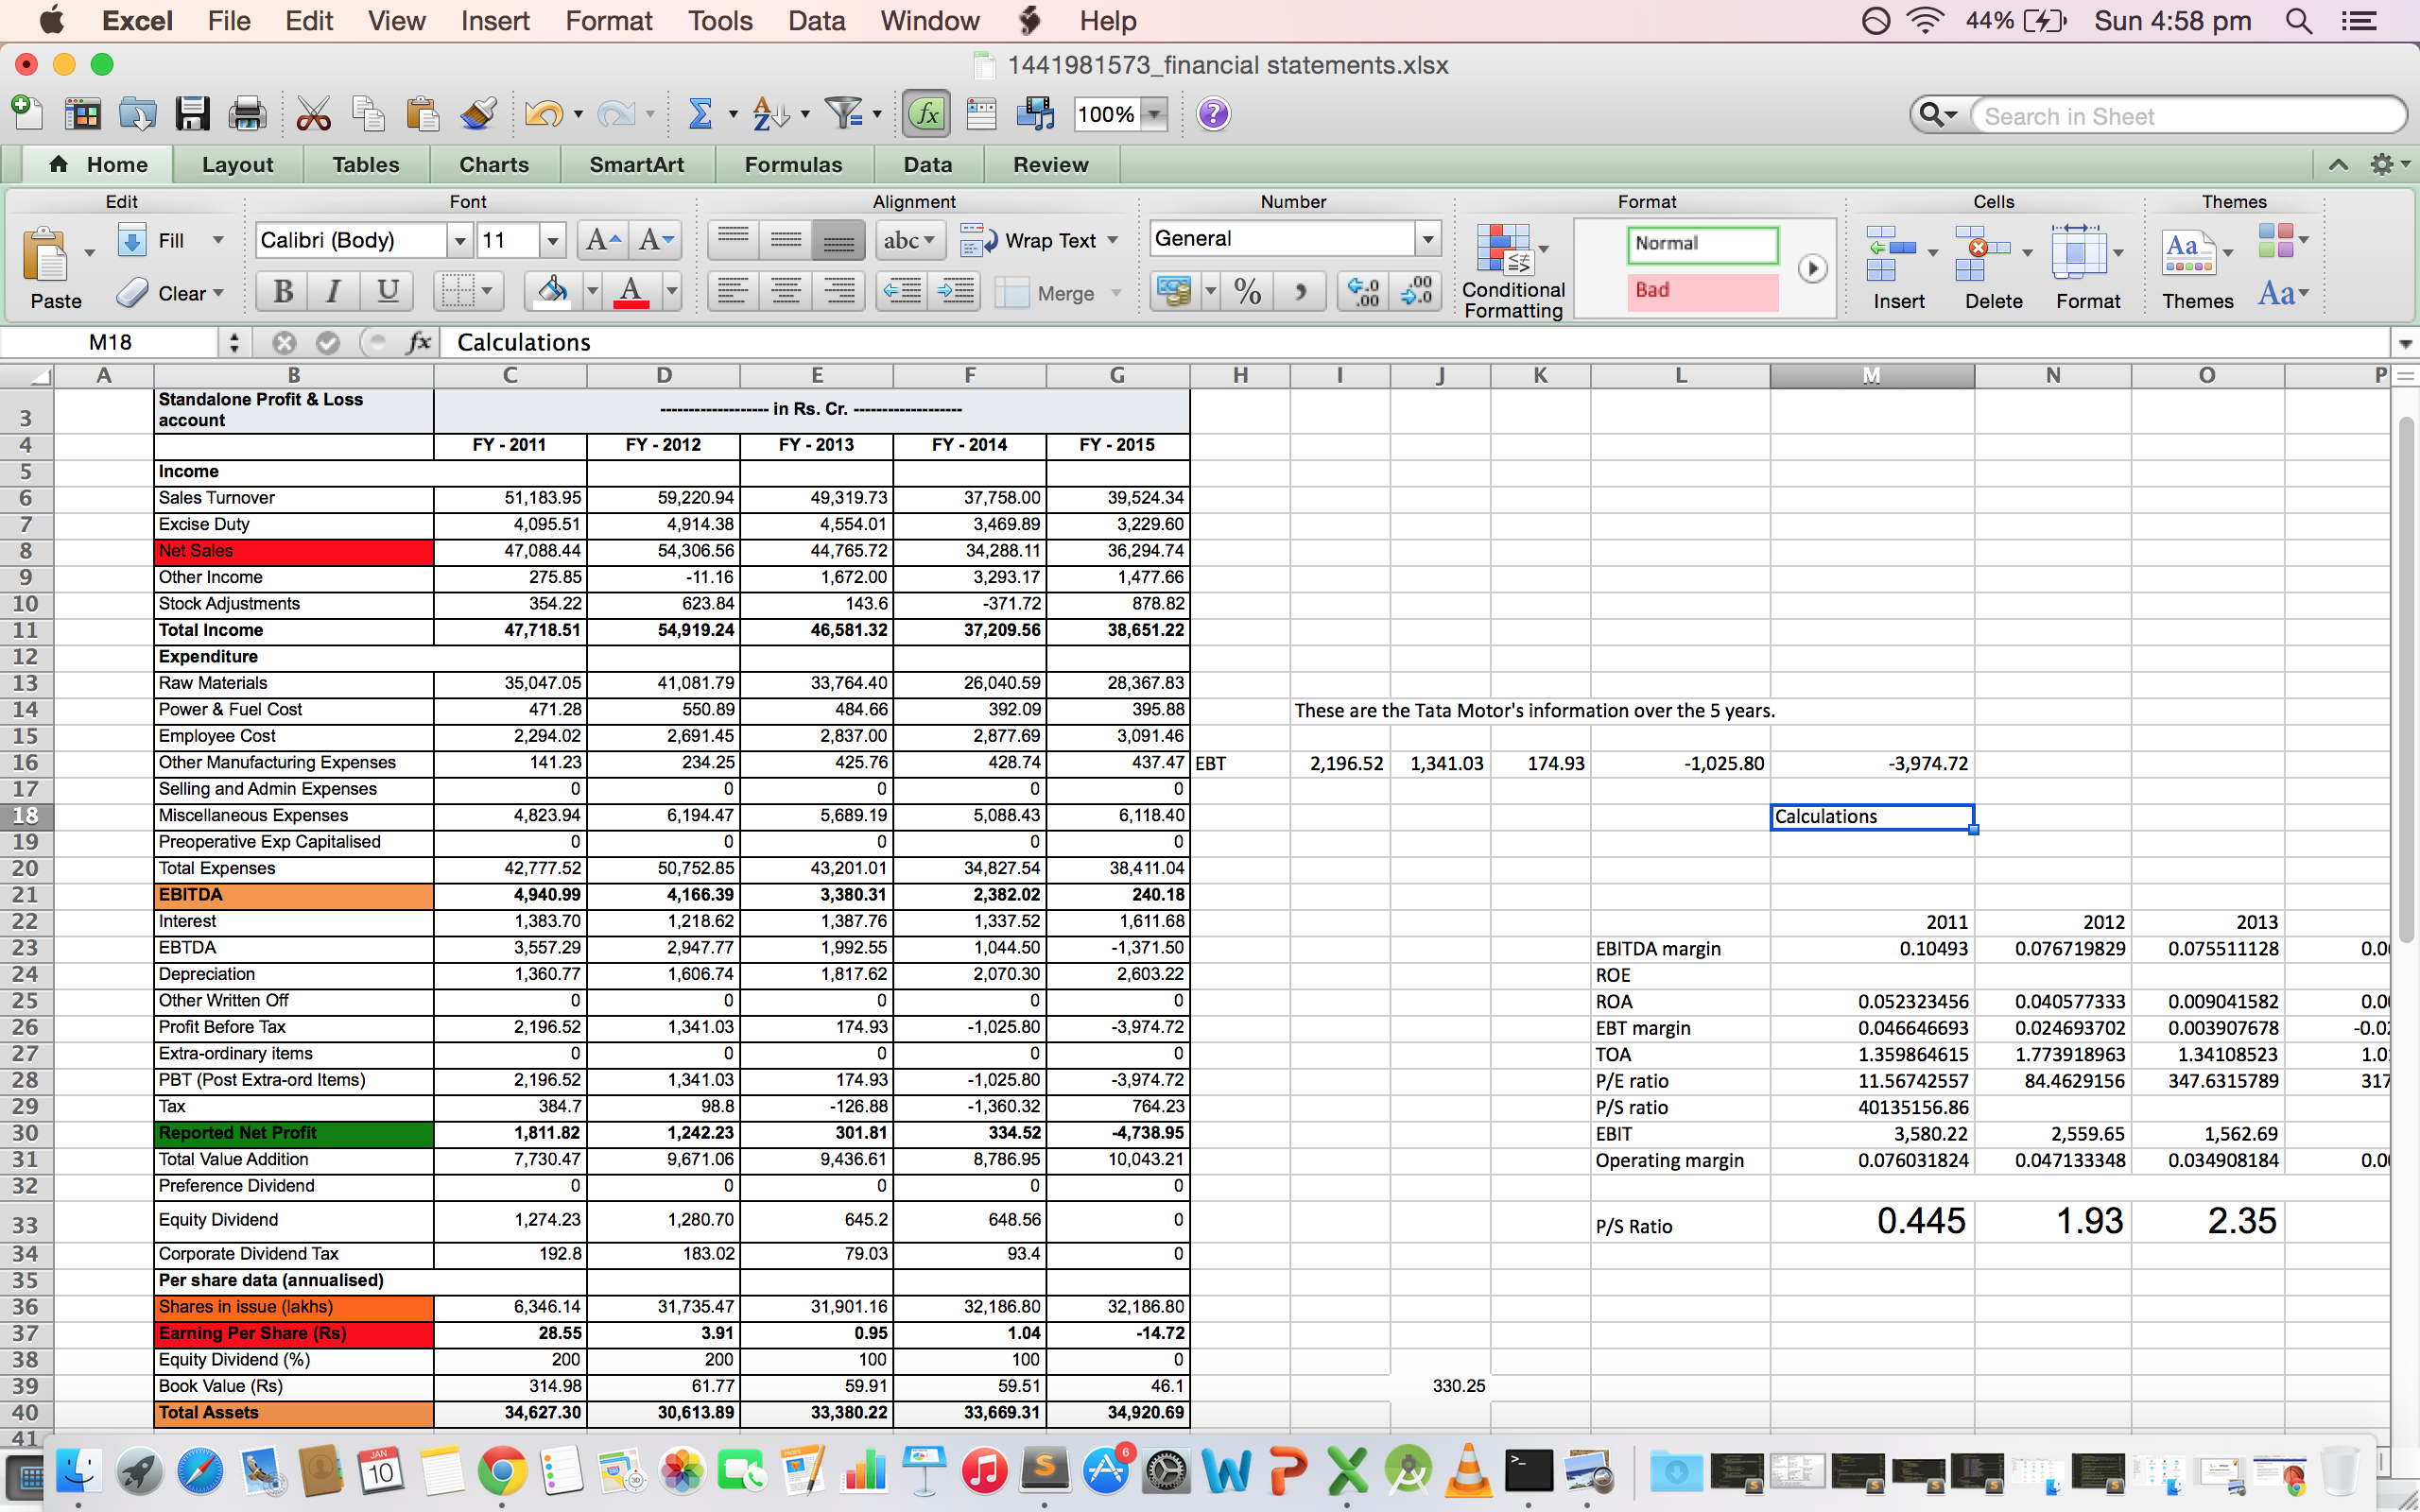 Excel File Edit View Insert Format Tools Data Window Help 44% Sun 4:58 pm
1441981573_financial statements.xlsx
Σ A Z fx 100% ? Search in Sheet
Home Layout Tables Charts SmartArt Formulas Data Review
Edit Font Alignment Number Format Cells Themes
Fill Calibri (Body) 11 A A abc Wrap Text General Normal Aa
Paste Clear B I U A Merge % Conditional Formatting Bad Insert Delete Format Themes Aa
M18 fx Calculations
A B C D E F G H I J K L M N O P
3 Standalone Profit & Loss account ------------------- in Rs. Cr. -------------------
4 FY - 2011 FY - 2012 FY - 2013 FY - 2014 FY - 2015
5 Income
6 Sales Turnover 51,183.95 59,220.94 49,319.73 37,758.00 39,524.34
7 Excise Duty 4,095.51 4,914.38 4,554.01 3,469.89 3,229.60
8 Net Sales 47,088.44 54,306.56 44,765.72 34,288.11 36,294.74
9 Other Income 275.85 -11.16 1,672.00 3,293.17 1,477.66
10 Stock Adjustments 354.22 623.84 143.6 -371.72 878.82
11 Total Income 47,718.51 54,919.24 46,581.32 37,209.56 38,651.22
12 Expenditure
13 Raw Materials 35,047.05 41,081.79 33,764.40 26,040.59 28,367.83
14 Power & Fuel Cost 471.28 550.89 484.66 392.09 395.88 These are the Tata Motor's information over the 5 years.
15 Employee Cost 2,294.02 2,691.45 2,837.00 2,877.69 3,091.46
16 Other Manufacturing Expenses 141.23 234.25 425.76 428.74 437.47 EBT 2,196.52 1,341.03 174.93 -1,025.80 -3,974.72
17 Selling and Admin Expenses 0 0 0 0 0
18 Miscellaneous Expenses 4,823.94 6,194.47 5,689.19 5,088.43 6,118.40 Calculations
19 Preoperative Exp Capitalised 0 0 0 0 0
20 Total Expenses 42,777.52 50,752.85 43,201.01 34,827.54 38,411.04
21 EBITDA 4,940.99 4,166.39 3,380.31 2,382.02 240.18
22 Interest 1,383.70 1,218.62 1,387.76 1,337.52 1,611.68 2011 2012 2013
23 EBTDA 3,557.29 2,947.77 1,992.55 1,044.50 -1,371.50 EBITDA margin 0.10493 0.076719829 0.075511128 0.0
24 Depreciation 1,360.77 1,606.74 1,817.62 2,070.30 2,603.22 ROE
25 Other Written Off 0 0 0 0 0 ROA 0.052323456 0.040577333 0.009041582 0.0
26 Profit Before Tax 2,196.52 1,341.03 174.93 -1,025.80 -3,974.72 EBT margin 0.046646693 0.024693702 0.003907678 -0.0
27 Extra-ordinary items 0 0 0 0 0 TOA 1.359864615 1.773918963 1.34108523 1.0
28 PBT (Post Extra-ord Items) 2,196.52 1,341.03 174.93 -1,025.80 -3,974.72 P/E ratio 11.56742557 84.4629156 347.6315789 317
29 Tax 384.7 98.8 -126.88 -1,360.32 764.23 P/S ratio 40135156.86
30 Reported Net Profit 1,811.82 1,242.23 301.81 334.52 -4,738.95 EBIT 3,580.22 2,559.65 1,562.69
31 Total Value Addition 7,730.47 9,671.06 9,436.61 8,786.95 10,043.21 Operating margin 0.076031824 0.047133348 0.034908184 0.0
32 Preference Dividend 0 0 0 0 0
33 Equity Dividend 1,274.23 1,280.70 645.2 648.56 0 P/S Ratio 0.445 1.93 2.35
34 Corporate Dividend Tax 192.8 183.02 79.03 93.4 0
35 Per share data (annualised)
36 Shares in issue (lakhs) 6,346.14 31,735.47 31,901.16 32,186.80 32,186.80
37 Earning Per Share (Rs) 28.55 3.91 0.95 1.04 -14.72
38 Equity Dividend (%) 200 200 100 100 0
39 Book Value (Rs) 314.98 61.77 59.91 59.51 46.1 330.25
40 Total Assets 34,627.30 30,613.89 33,380.22 33,669.31 34,920.69
41
JAN 10 6